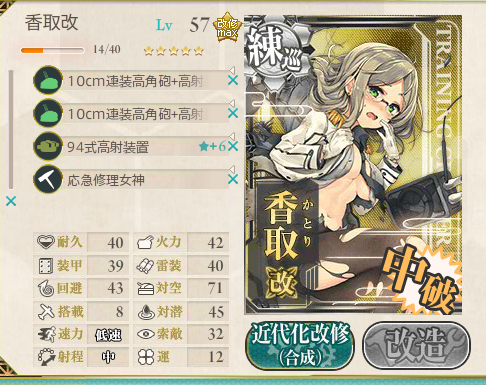 香取改 Lv 57 改修max
14/40 ☆☆☆☆☆
10cm連装高角砲+高射
10cm連装高角砲+高射
94式高射装置 ★+6
応急修理女神
耐久 40 火力 42
装甲 39 雷装 40
回避 43 対空 71
搭載 8 対潜 45
速力 低速 索敵 32
射程 中 運 12
練巡
TRAINING C
かとり
香取改
中破
近代化改修
(合成)
改造